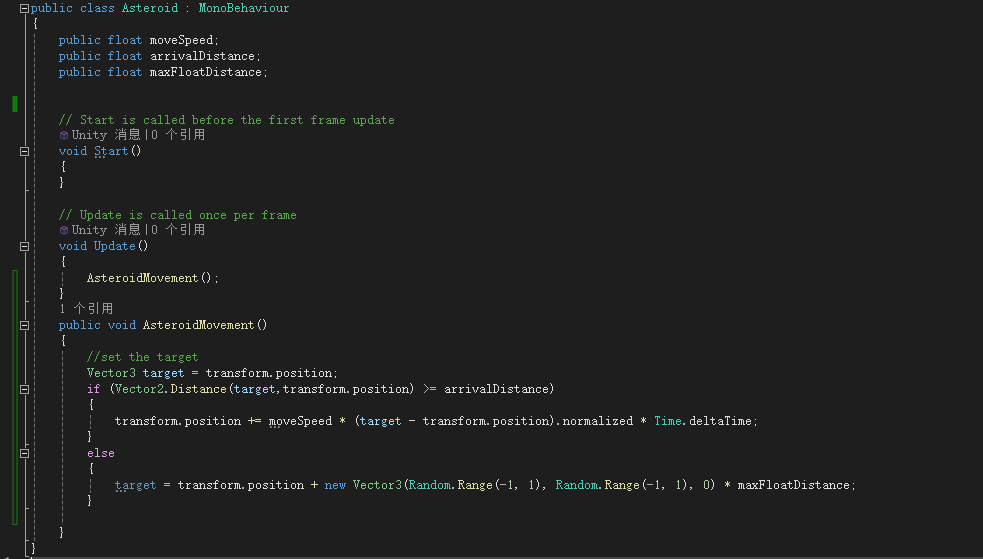 public class Asteroid : MonoBehaviour
{
public float moveSpeed;
public float arrivalDistance;
public float maxFloatDistance;
// Start is called before the first frame update
Unity 消息|0 个引用
void Start()
{
}
// Update is called once per frame
Unity 消息|0 个引用
void Update()
{
AsteroidMovement();
}
1 个引用
public void AsteroidMovement()
{
//set the target
Vector3 target = transform.position;
if (Vector2.Distance(target,transform.position) >= arrivalDistance)
{
transform.position += moveSpeed * (target - transform.position).normalized * Time.deltaTime;
}
else
{
target = transform.position + new Vector3(Random.Range(-1, 1), Random.Range(-1, 1), 0) * maxFloatDistance;
}
}
}